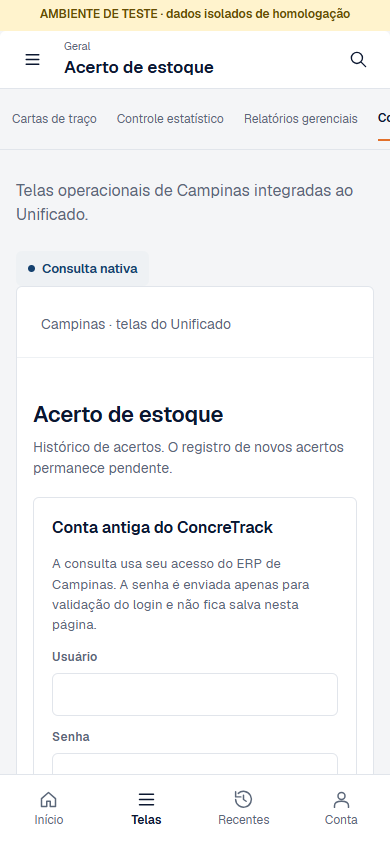 AMBIENTE DE TESTE · dados isolados de homologação
Geral
Acerto de estoque
Cartas de traço
Controle estatístico
Relatórios gerenciais
Telas operacionais de Campinas integradas ao
Unificado.
Consulta nativa
Campinas · telas do Unificado
Acerto de estoque
Histórico de acertos. O registro de novos acertos
permanece pendente.
Conta antiga do ConcreTrack
A consulta usa seu acesso do ERP de
Campinas. A senha é enviada apenas para
validação do login e não fica salva nesta
página.
Usuário
Senha
Início
Telas
Recentes
Conta